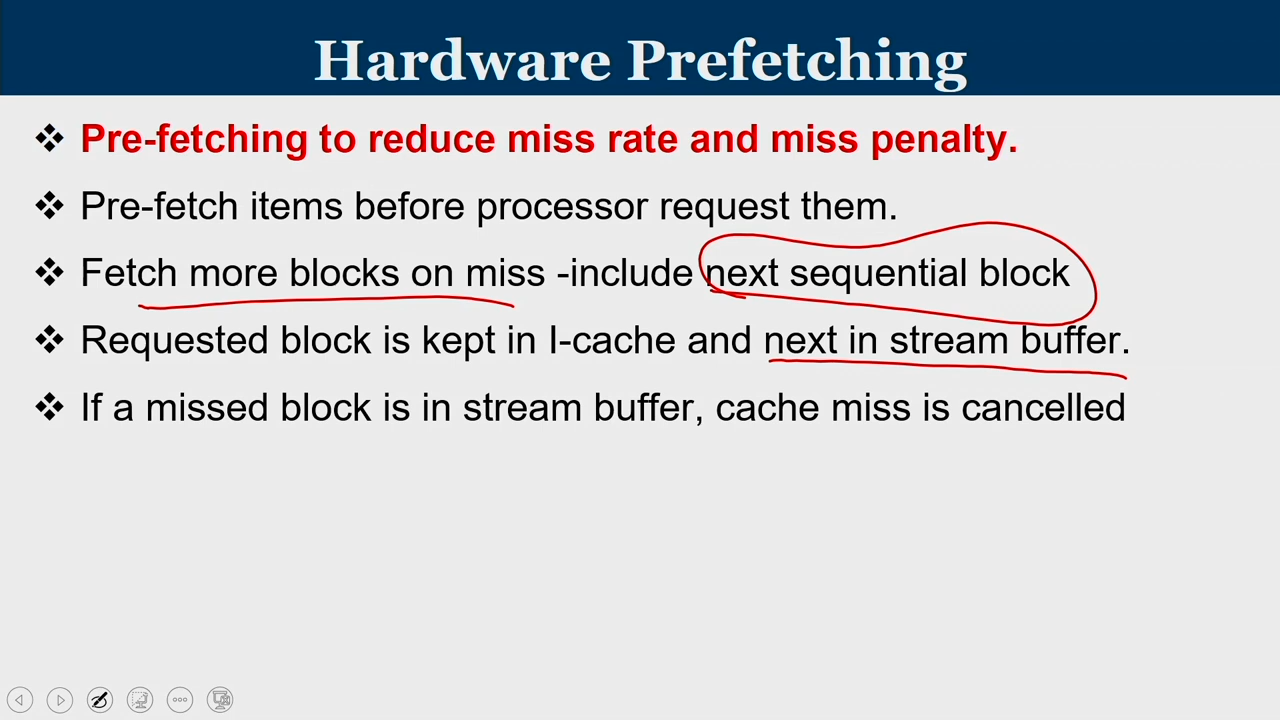 Hardware Prefetching
❖ Pre-fetching to reduce miss rate and miss penalty.
❖ Pre-fetch items before processor request them.
❖ Fetch more blocks on miss -include next sequential block
❖ Requested block is kept in I-cache and next in stream buffer.
❖ If a missed block is in stream buffer, cache miss is cancelled